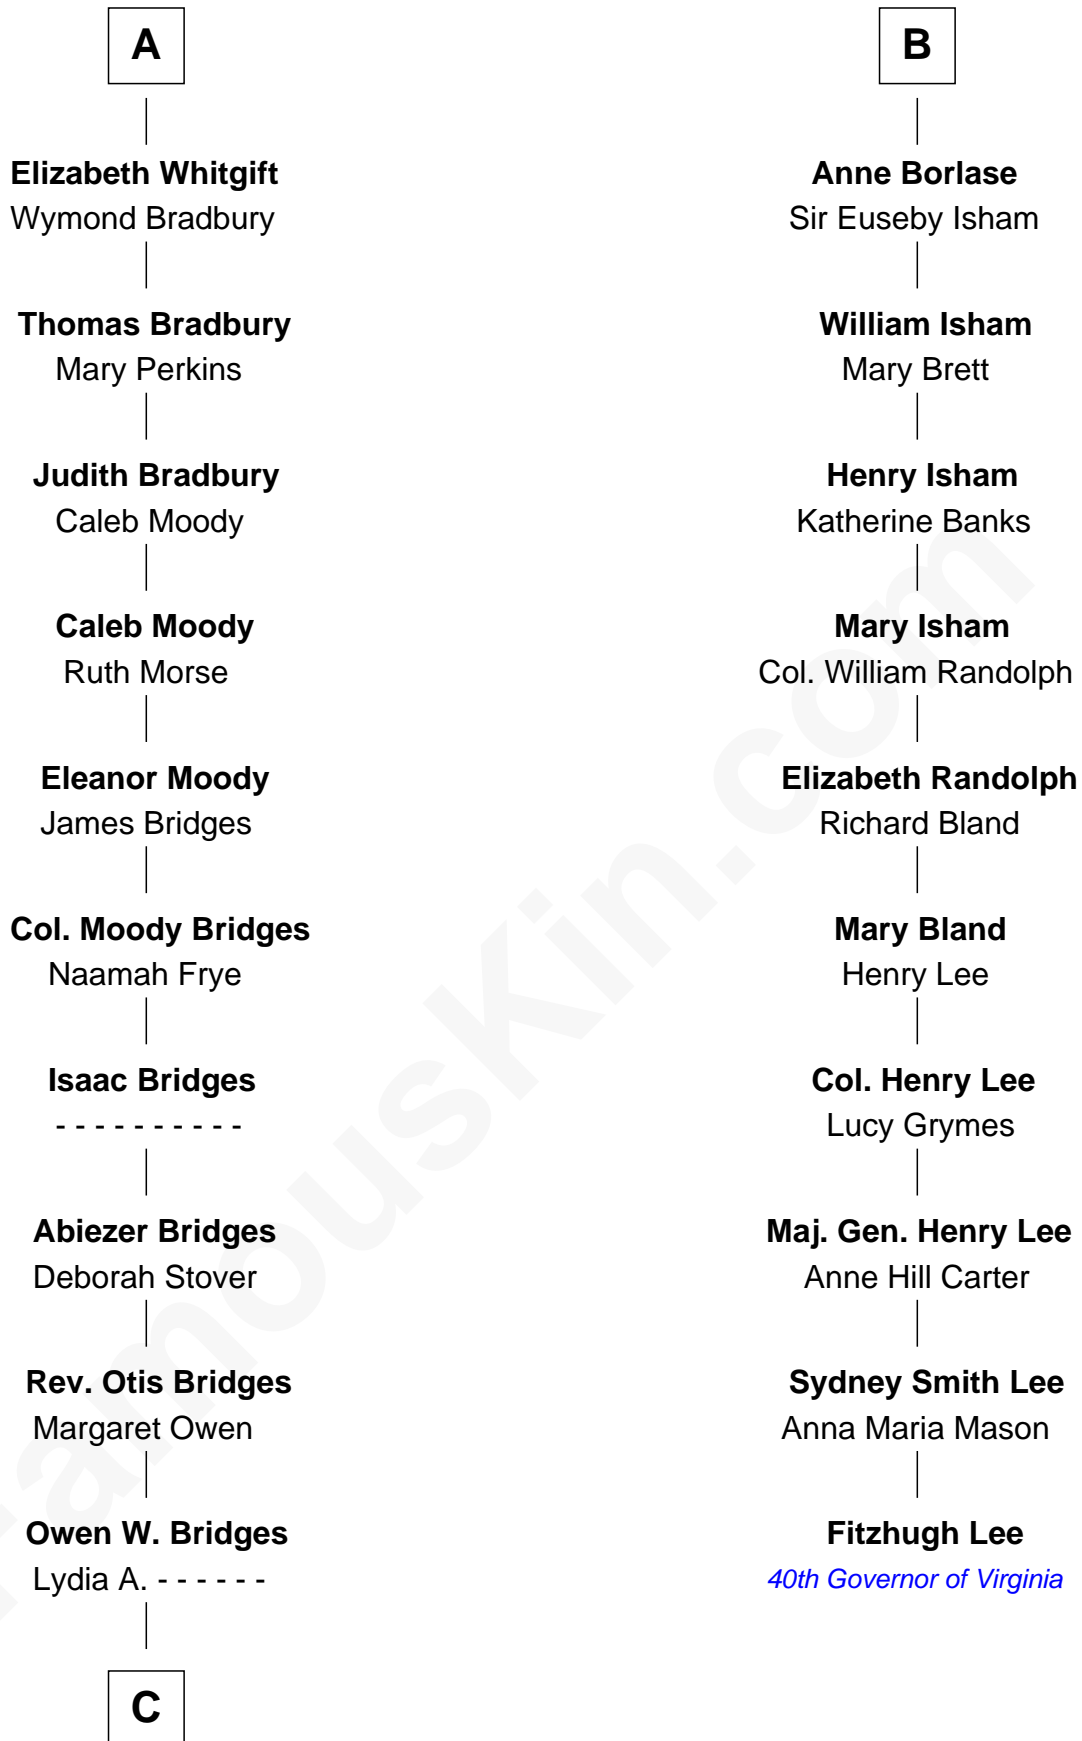 A
Elizabeth Whitgift
Wymond Bradbury
Thomas Bradbury
Mary Perkins
Judith Bradbury
Caleb Moody
Caleb Moody
Ruth Morse
Eleanor Moody
James Bridges
Col. Moody Bridges
Naamah Frye
Isaac Bridges
- - - - - - - - - -
Abiezer Bridges
Deborah Stover
Rev. Otis Bridges
Margaret Owen
Owen W. Bridges
Lydia A. - - - - - -
C
B
Anne Borlase
Sir Euseby Isham
William Isham
Mary Brett
Henry Isham
Katherine Banks
Mary Isham
Col. William Randolph
Elizabeth Randolph
Richard Bland
Mary Bland
Henry Lee
Col. Henry Lee
Lucy Grymes
Maj. Gen. Henry Lee
Anne Hill Carter
Sydney Smith Lee
Anna Maria Mason
Fitzhugh Lee
40th Governor of Virginia
FamousKin.com